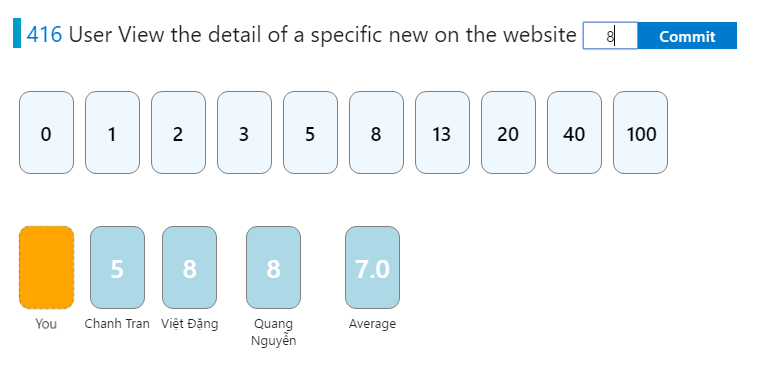 416 User View the detail of a specific new on the website 8 Commit
0 1 2 3 5 8 13 20 40 100
5 8 8 7.0
You Chanh Tran Việt Đặng Quang Average
Nguyễn